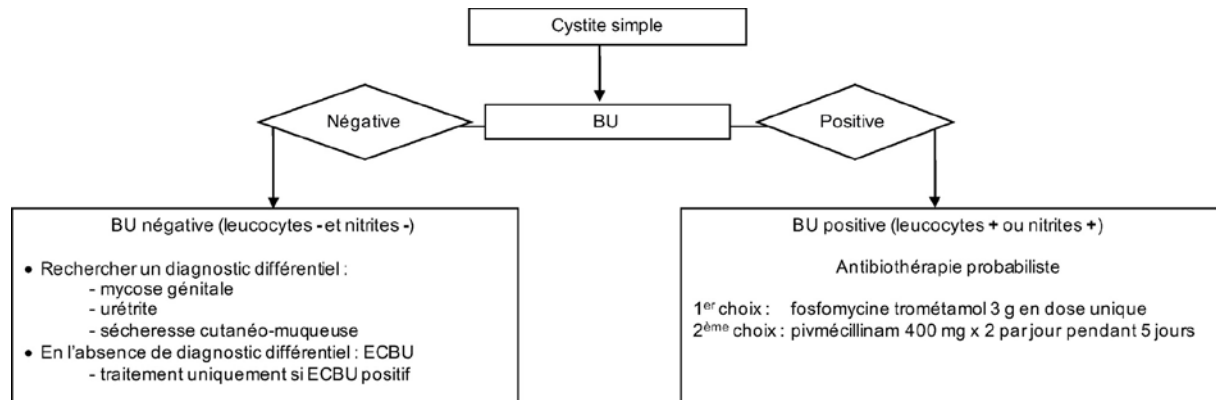 Cystite simple
Négative
BU
Positive
BU négative (leucocytes - et nitrites -)
• Rechercher un diagnostic différentiel :
- mycose génitale
- urétrite
- sécheresse cutanéo-muqueuse
• En l'absence de diagnostic différentiel : ECBU
- traitement uniquement si ECBU positif
BU positive (leucocytes + ou nitrites +)
Antibiothérapie probabiliste
1er choix : fosfomycine trométamol 3 g en dose unique
2ème choix : pivmécillinam 400 mg x 2 par jour pendant 5 jours